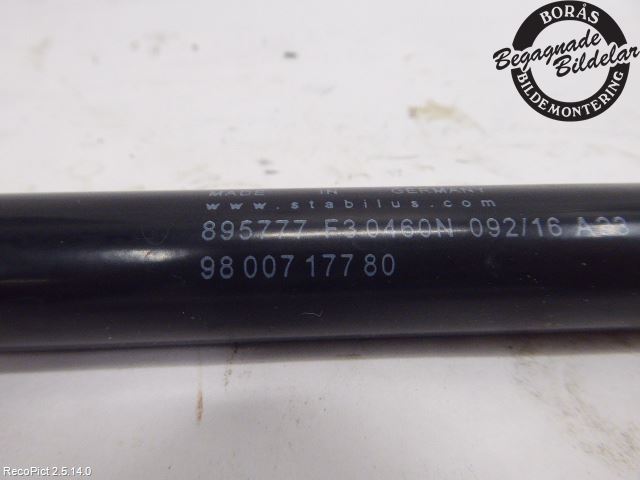 BORÅS
Begagnade
Bildelar
BILDEMONTERING
MADE IN GERMANY
www.stabilus.com
895777 F3 0460N 092/16 A23
98 007 177 80
RecoPict 2.5.14.0